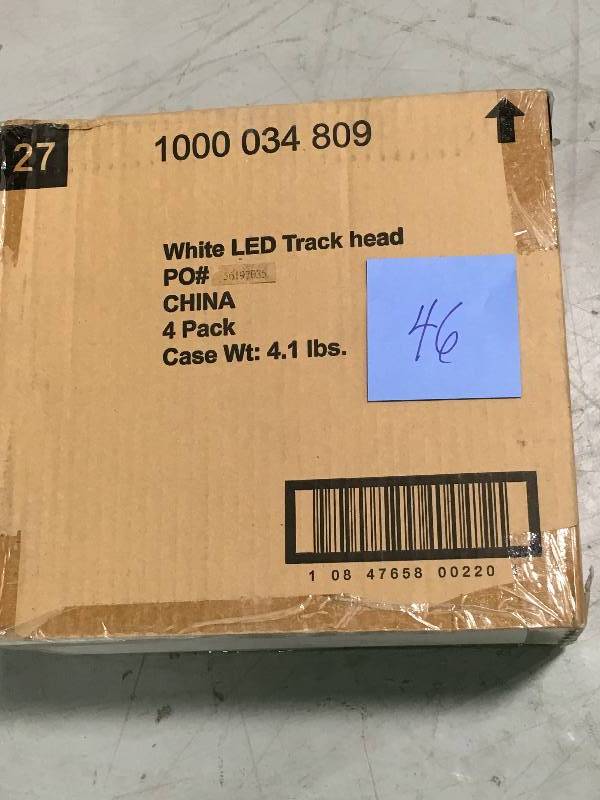 27
1000 034 809
White LED Track head
PO# 56197035
CHINA
4 Pack
Case Wt: 4.1 lbs.
46
1 08 47658 00220